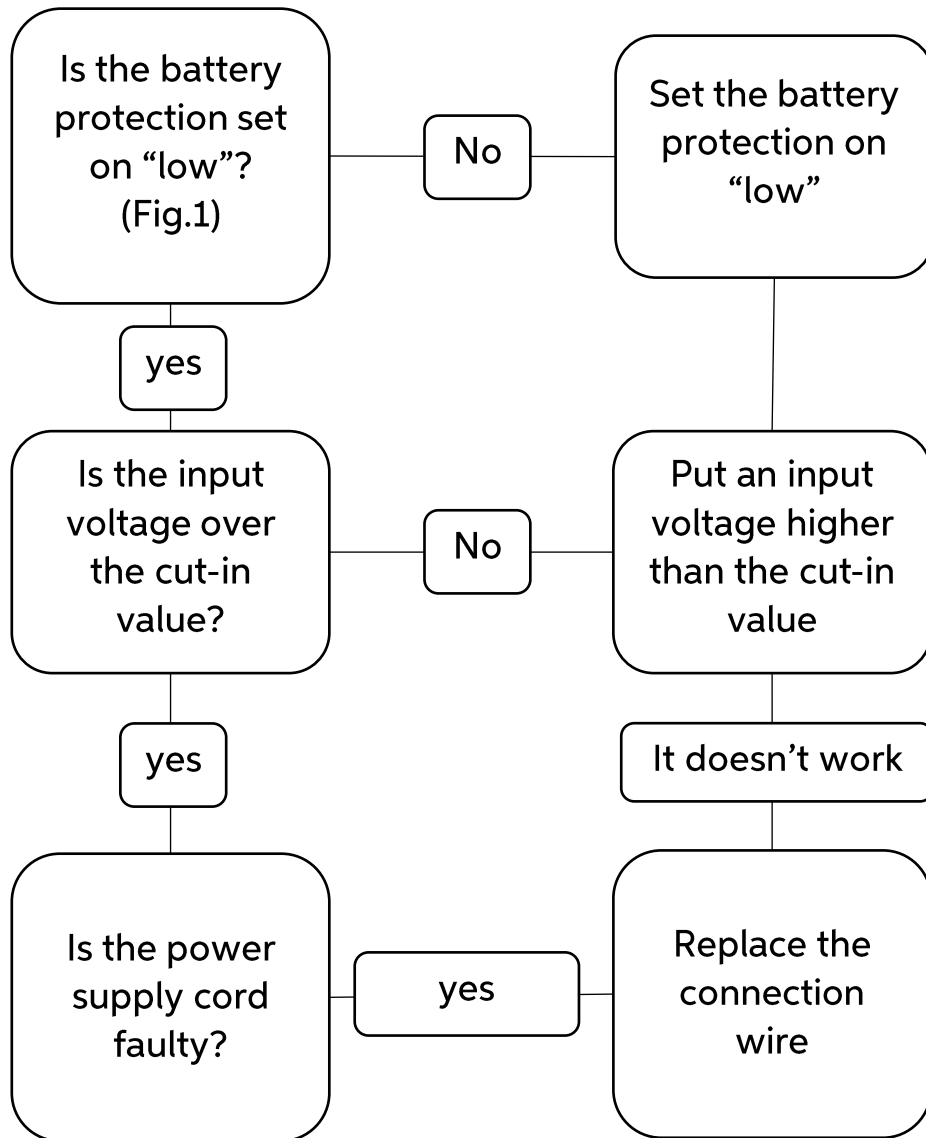 Is the battery
protection set
on “low”?
(Fig.1)
No
Set the battery
protection on
“low”
yes
Is the input
voltage over
the cut-in
value?
No
Put an input
voltage higher
than the cut-in
value
yes
It doesn’t work
Is the power
supply cord
faulty?
yes
Replace the
connection
wire